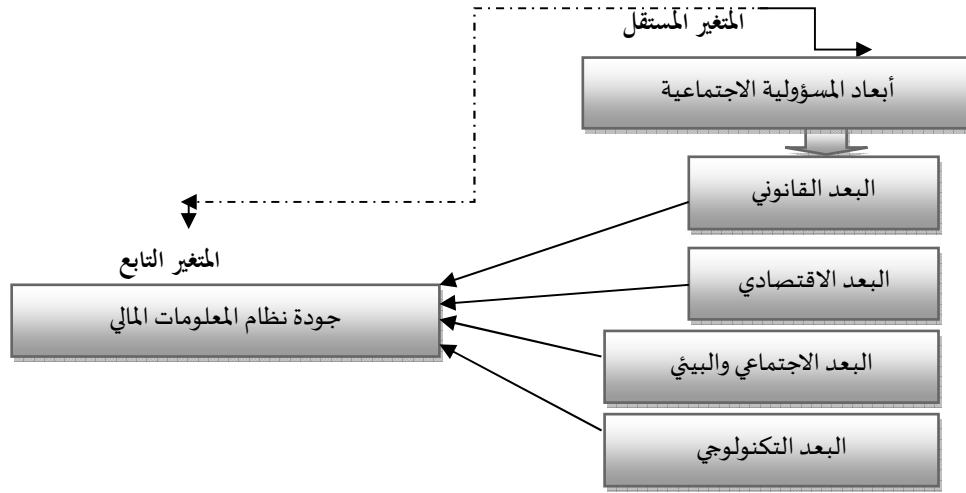 المتغير المستقل
أبعاد المسؤولية الاجتماعية
البعد القانوني
المتغير التابع
البعد الاقتصادي
جودة نظام المعلومات المالي
البعد الاجتماعي والبيئي
البعد التكنولوجي